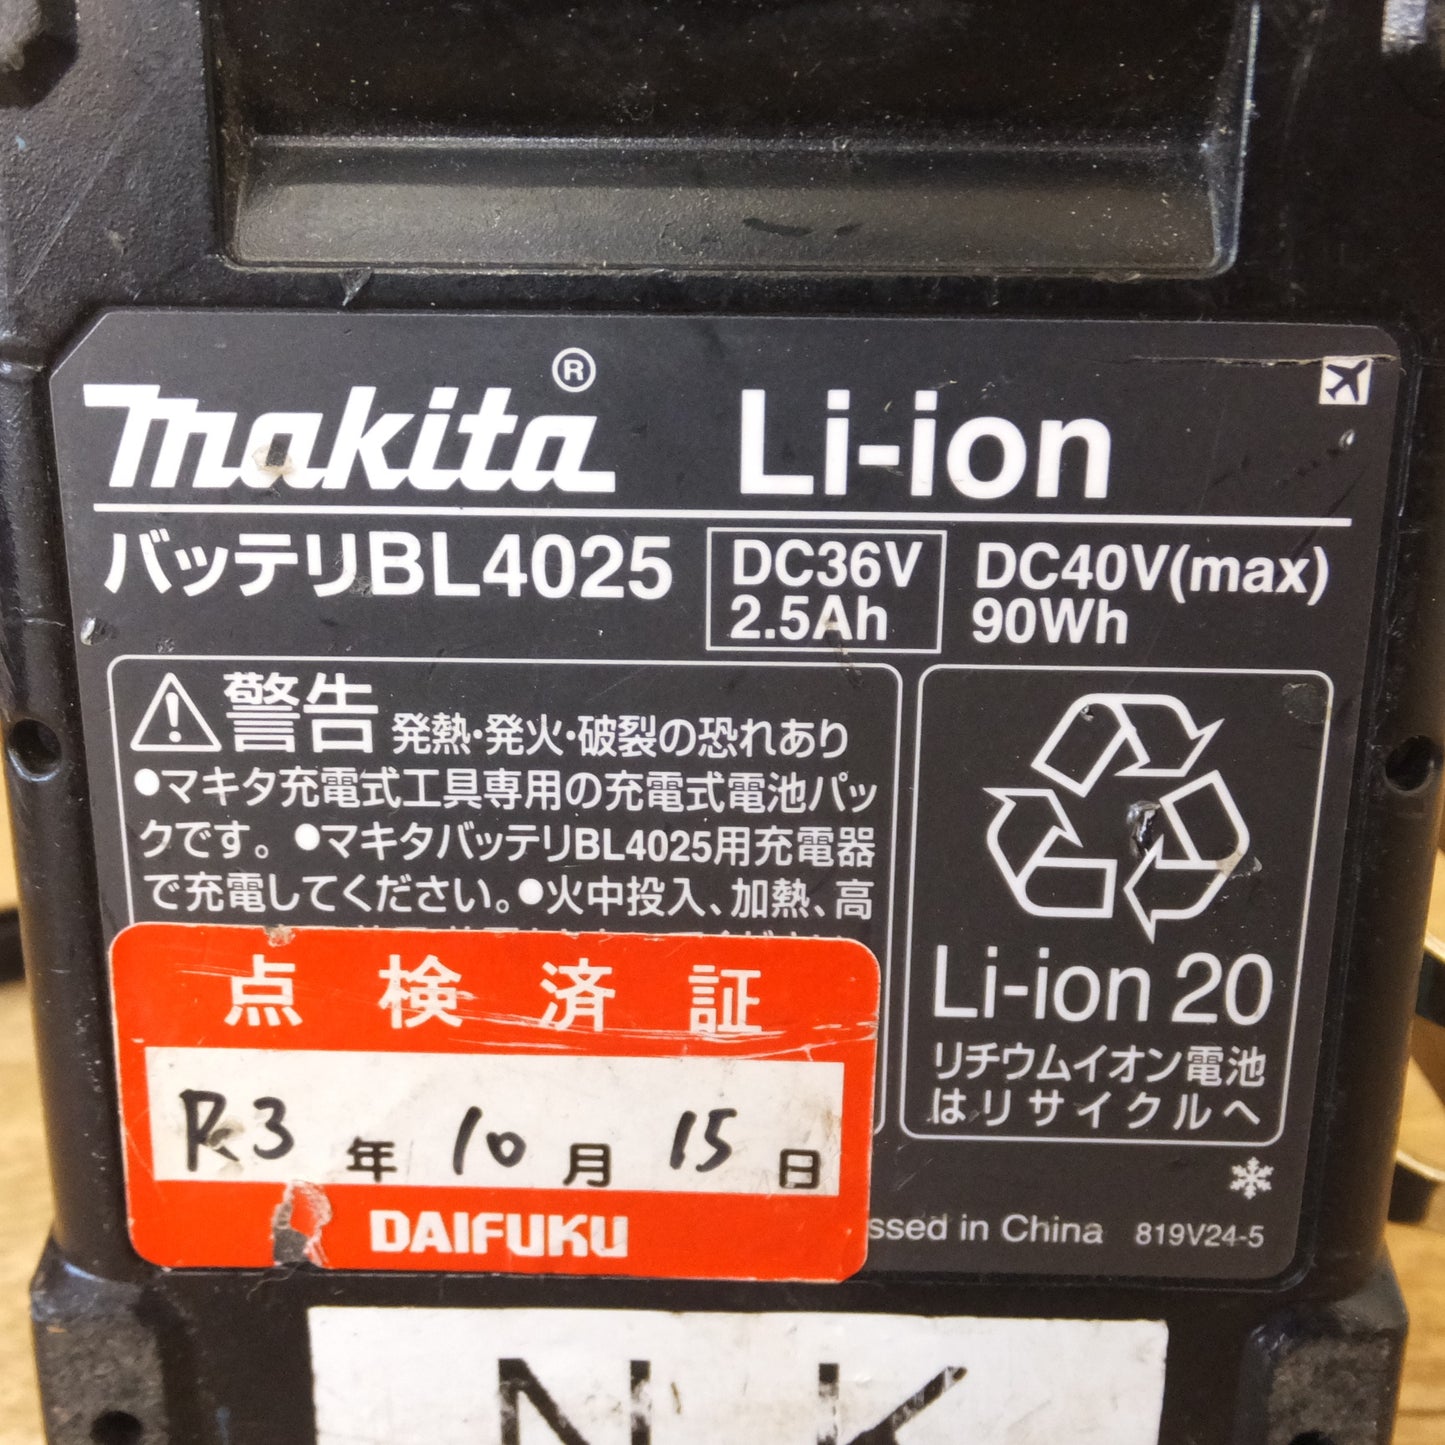 makita®
Li-ion
バッテリBL4025
DC36V
2.5Ah
DC40V(max)
90Wh
警告 発熱・発火・破裂の恐れあり
●マキタ充電式工具専用の充電式電池パッ
クです。●マキタバッテリBL4025用充電器
で充電してください。●火中投入、加熱、高
Li-ion 20
リチウムイオン電池
はリサイクルへ
点検済証
R3年10月15日
DAIFUKU
ssed in China 819V24-5
N K